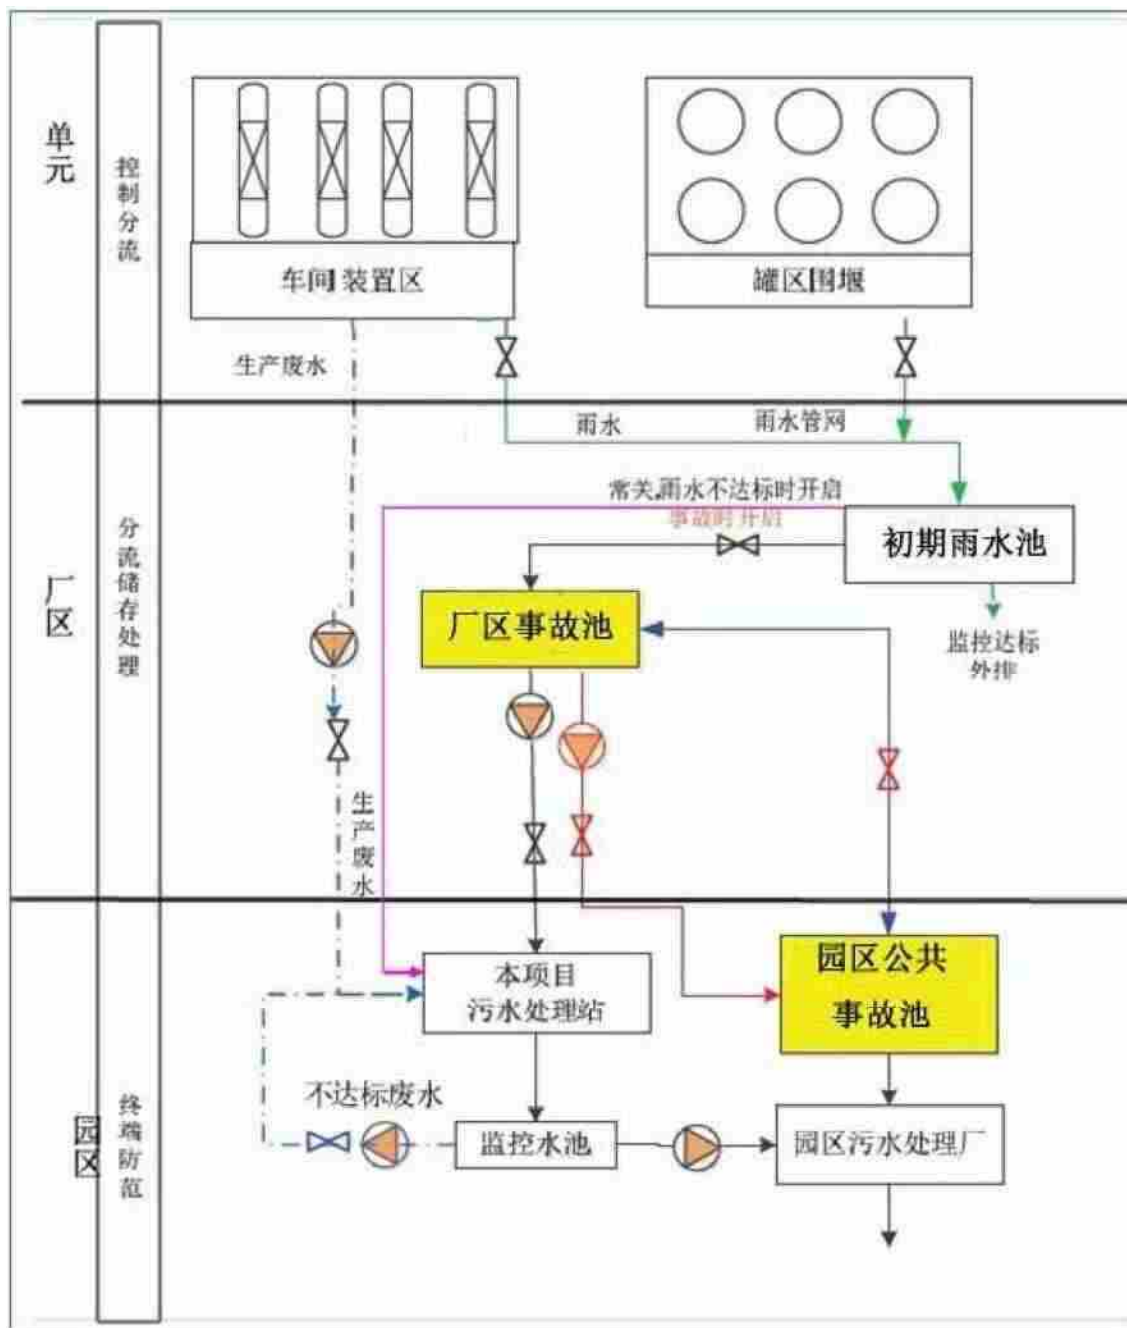 单元
控制分流
车间装置区
罐区围堰
生产废水
雨水
雨水管网
厂区
分流储存处理
常关,雨水不达标时开启
事故时开启
初期雨水池
厂区事故池
监控达标
外排
生产废水
园区
终端防范
本项目
污水处理站
园区公共
事故池
不达标废水
监控水池
园区污水处理厂